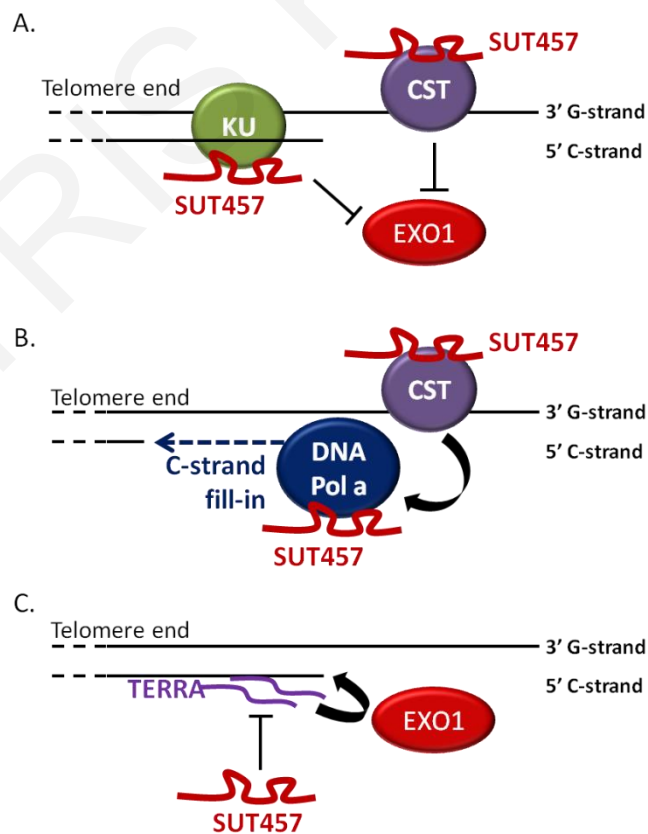 A.
SUT457
CST
Telomere end
KU
3' G-strand
5' C-strand
SUT457
EXO1
B.
SUT457
CST
Telomere end
3' G-strand
DNA
Pol a
5' C-strand
C-strand
fill-in
SUT457
C.
Telomere end
3' G-strand
TERRA
5' C-strand
EXO1
SUT457